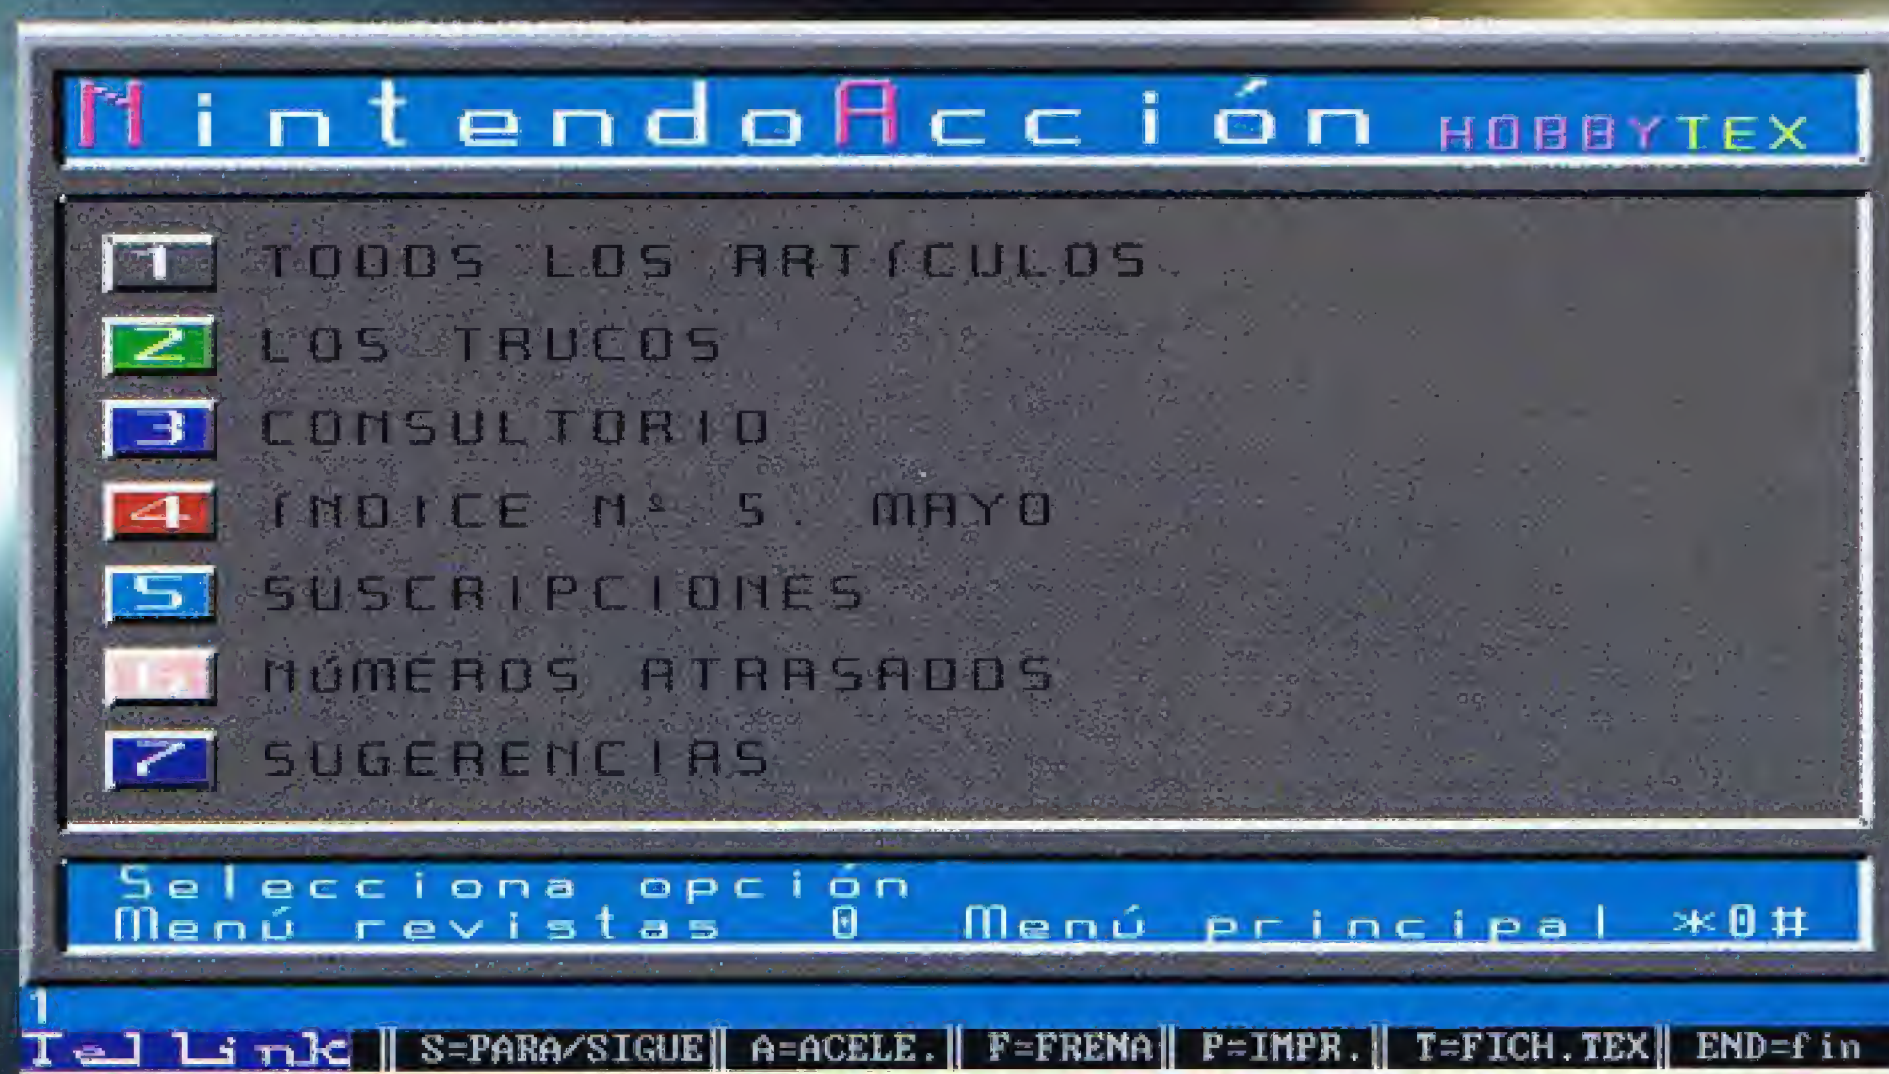 NintendoAcción HOBBYTEX
1 TODOS LOS ARTÍCULOS
2 LOS TRUCOS
3 CONSULTORIO
4 ÍNDICE Nº 5. MAYO
5 SUSCRIPCIONES
NÚMEROS ATRASADOS
7 SUGERENCIAS
Selecciona opción
Menú revistas 0 Menú principal *0#
1
Tel Link ║ S=PARA/SIGUE║ A=ACELE.║ F=FRENA║ P=IMPR.║ T=FICH.TEX║ END=fin